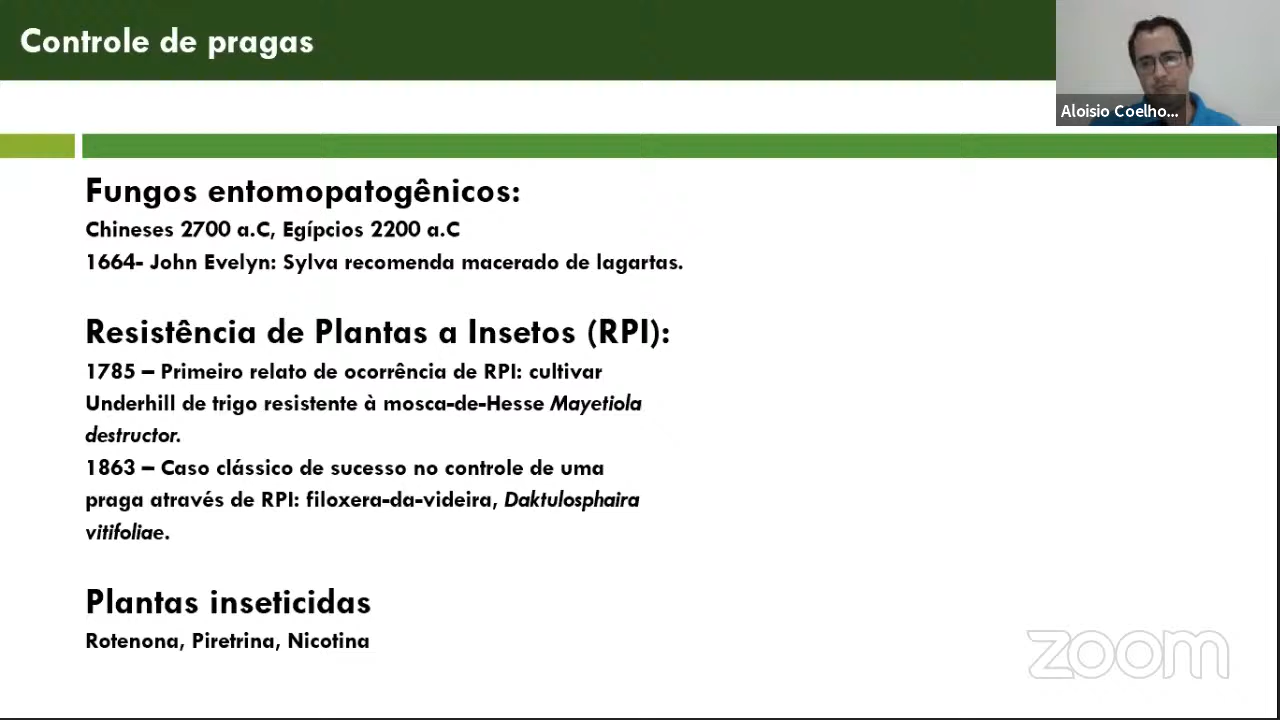 Controle de pragas
Aloisio Coelho...
Fungos entomopatogênicos:
Chineses 2700 a.C, Egípcios 2200 a.C
1664- John Evelyn: Sylva recomenda macerado de lagartas.
Resistência de Plantas a Insetos (RPI):
1785 – Primeiro relato de ocorrência de RPI: cultivar
Underhill de trigo resistente à mosca-de-Hesse Mayetiola
destructor.
1863 – Caso clássico de sucesso no controle de uma
praga através de RPI: filoxera-da-videira, Daktulosphaira
vitifoliae.
Plantas inseticidas
Rotenona, Piretrina, Nicotina
zoom